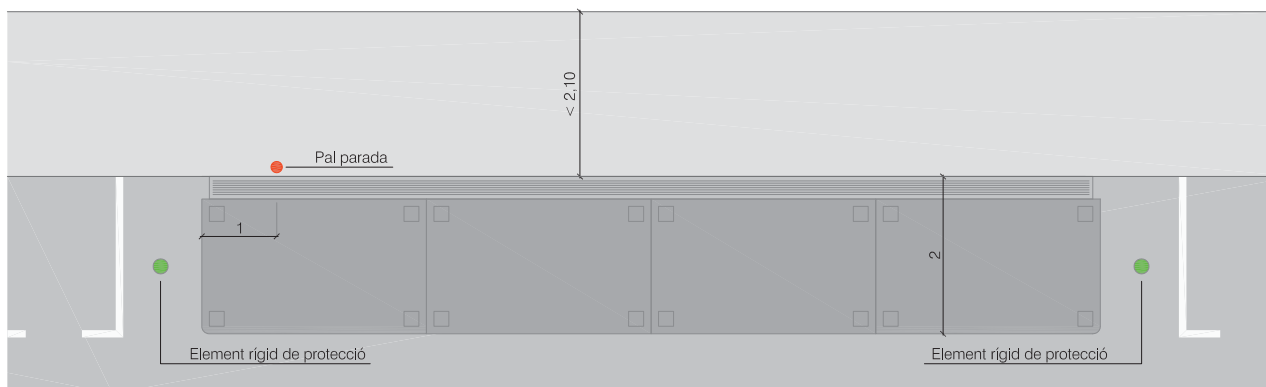 < 2,10
Pal parada
1
2
Element rígid de protecció
Element rígid de protecció